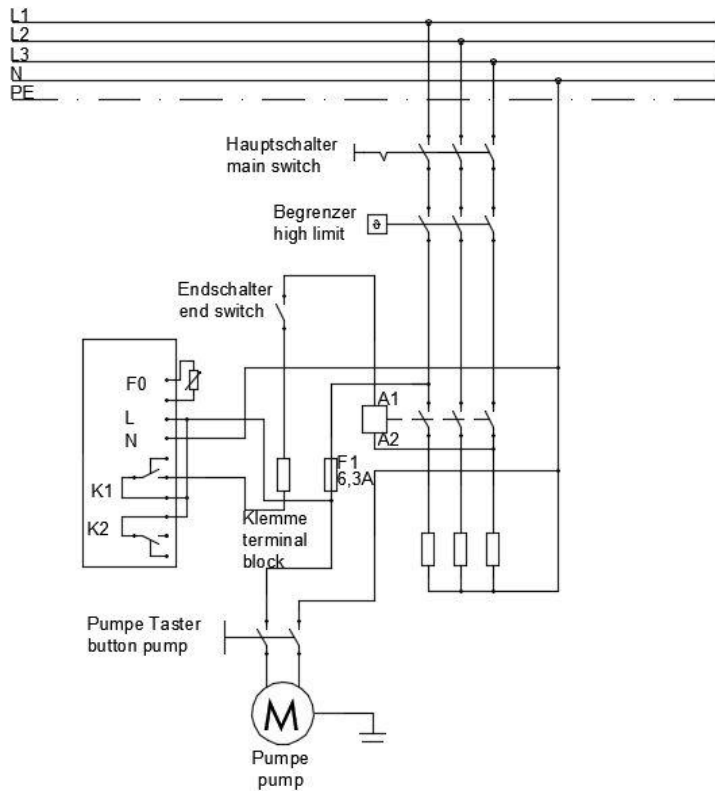 L1
L2
L3
N
PE
Hauptschalter
main switch
Begrenzer
high limit
ϑ
Endschalter
end switch
F0
L
N
K1
K2
A1
A2
F1
6,3A
Klemme
terminal
block
Pumpe Taster
button pump
M
Pumpe
pump